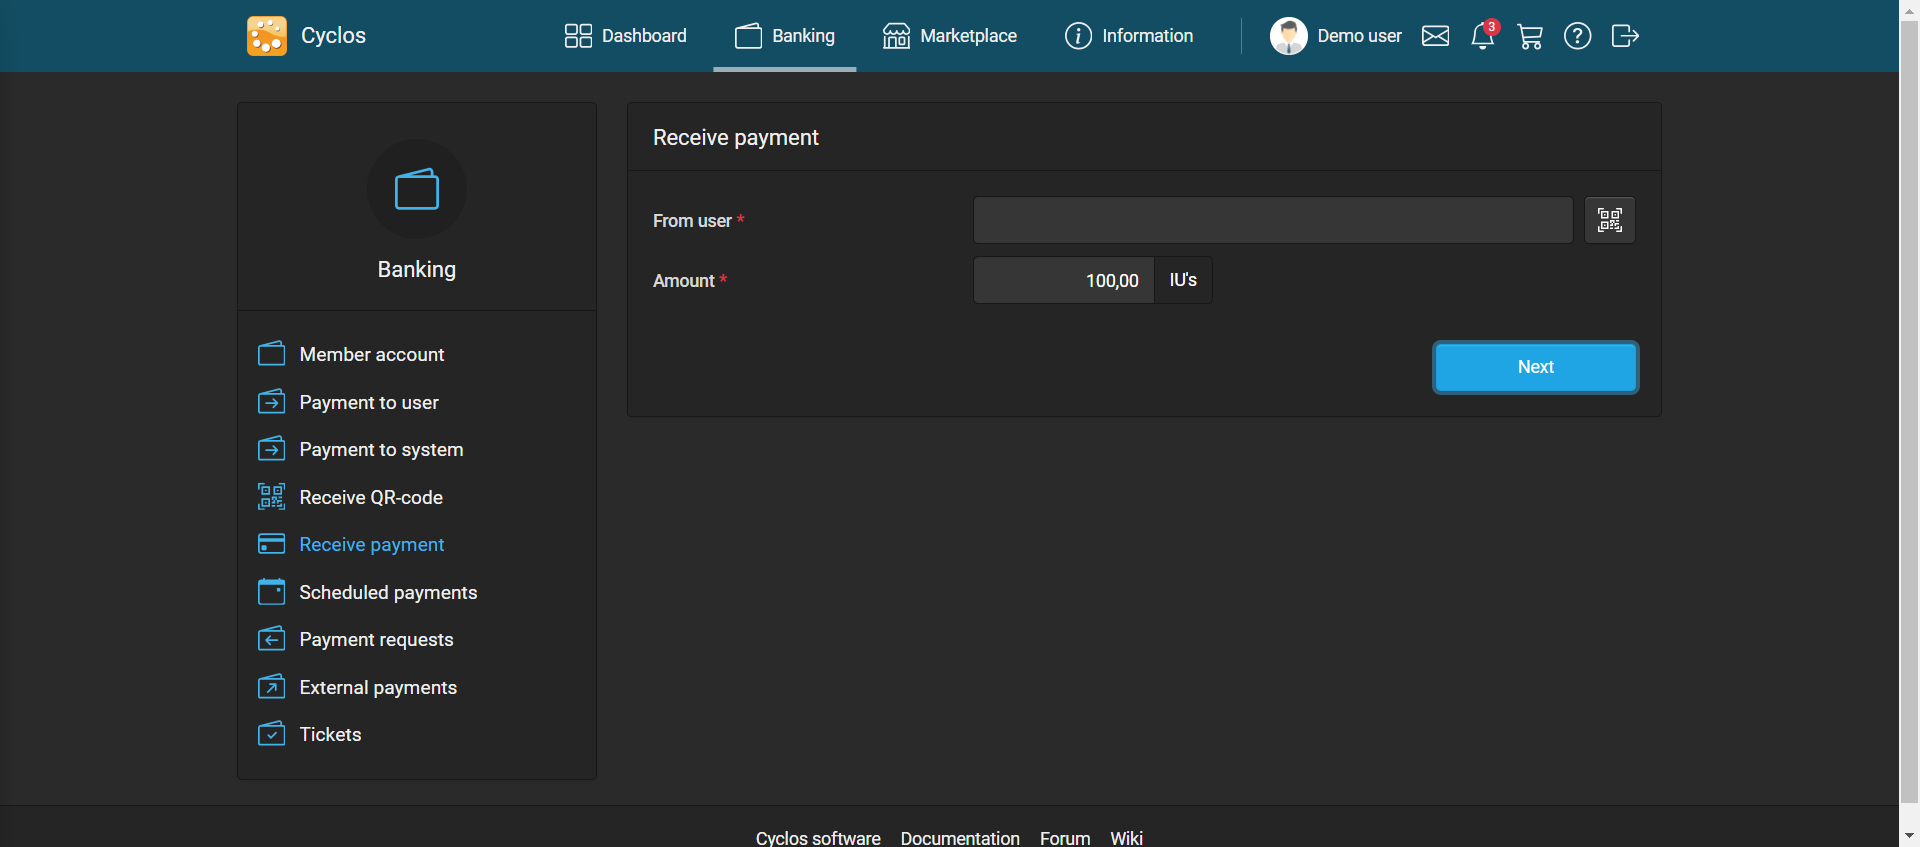 Cyclos
Dashboard
Banking
Marketplace
Information
Demo user
3
Banking
Member account
Payment to user
Payment to system
Receive QR-code
Receive payment
Scheduled payments
Payment requests
External payments
Tickets
Receive payment
From user *
Amount * 100,00 IU's
Next
Cyclos software Documentation Forum Wiki